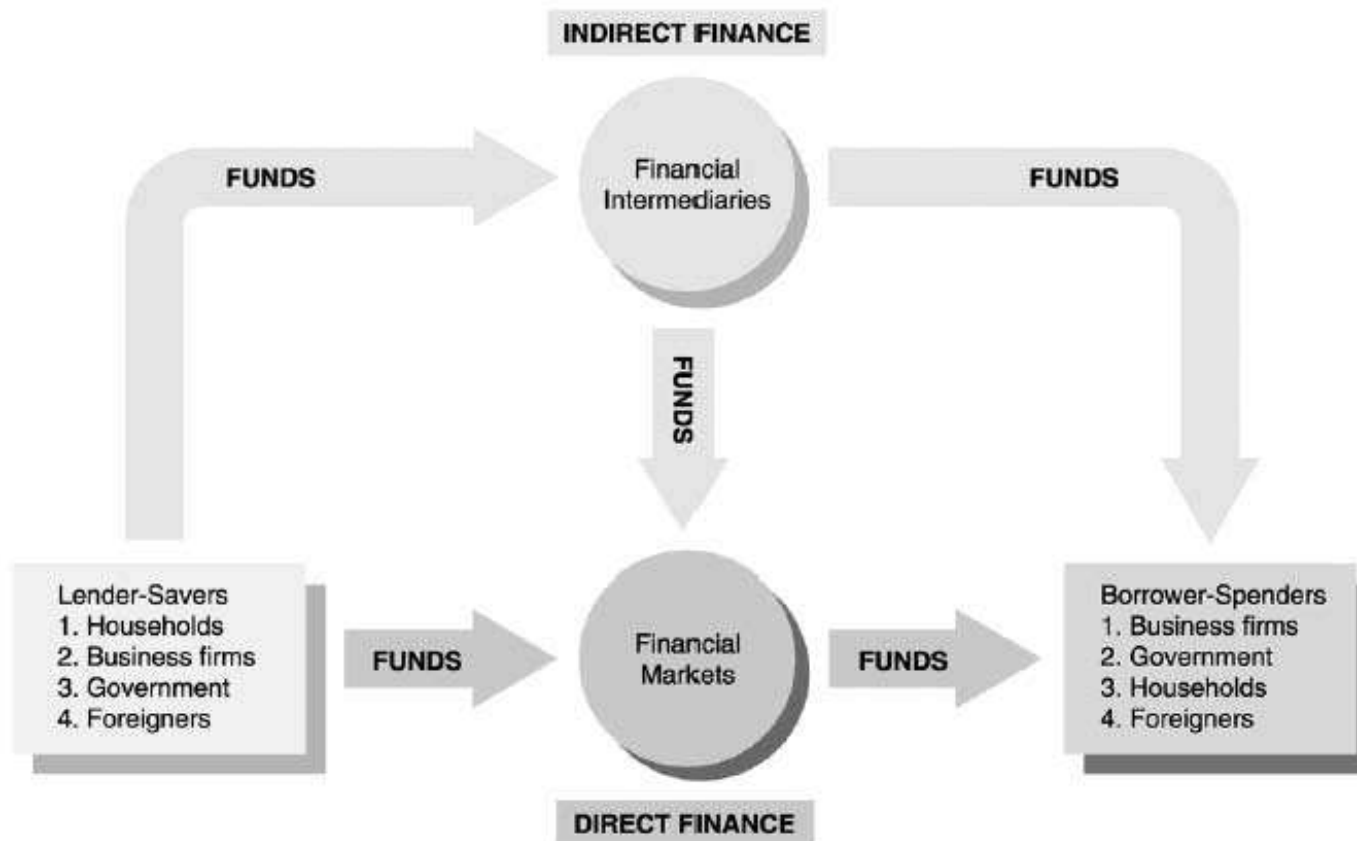 INDIRECT FINANCE
FUNDS
Financial
Intermediaries
FUNDS
FUNDS
Lender-Savers
1. Households
2. Business firms
3. Government
4. Foreigners
FUNDS
Financial
Markets
FUNDS
Borrower-Spenders
1. Business firms
2. Government
3. Households
4. Foreigners
DIRECT FINANCE